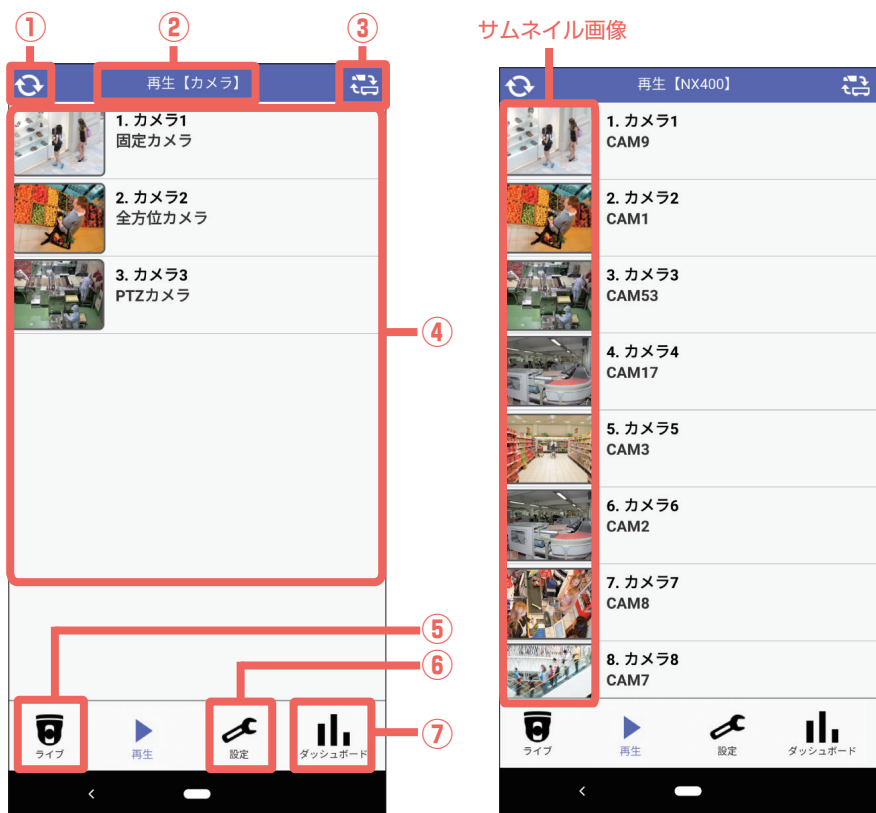 ① ② ③
再生【カメラ】
1. カメラ1
固定カメラ
2. カメラ2
全方位カメラ
3. カメラ3
PTZカメラ
④
⑤
⑥
⑦
ライブ
再生
設定
ダッシュボード
サムネイル画像
再生【NX400】
1. カメラ1
CAM9
2. カメラ2
CAM1
3. カメラ3
CAM53
4. カメラ4
CAM17
5. カメラ5
CAM3
6. カメラ6
CAM2
7. カメラ7
CAM8
8. カメラ8
CAM7
ライブ
再生
設定
ダッシュボード